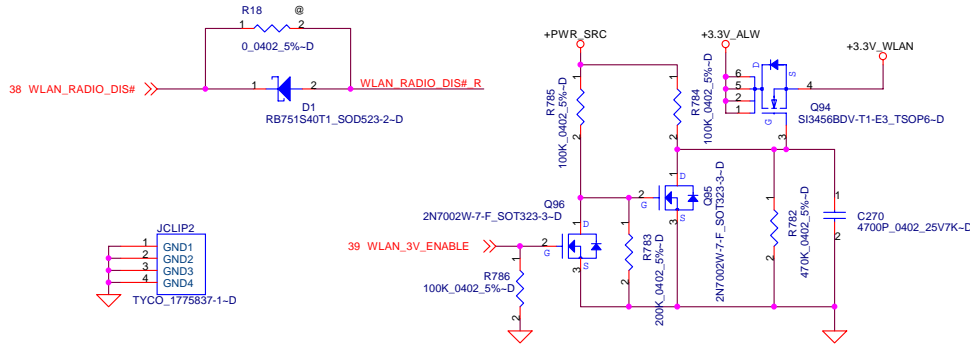 R18 @
1 2
0_0402_5%~D
38 WLAN_RADIO_DIS#
1 2
WLAN_RADIO_DIS#_R
D1
RB751S40T1_SOD523-2~D
+PWR_SRC
+3.3V_ALW
+3.3V_WLAN
R785
100K_0402_5%~D
1
2
R784
100K_0402_5%~D
1
2
6
5
2
1
D
S
G
4
3
Q94
SI3456BDV-T1-E3_TSOP6~D
Q96
2N7002W-7-F_SOT323-3~D
39 WLAN_3V_ENABLE
2
G
1
D
S
3
R786
100K_0402_5%~D
1
2
R783
200K_0402_5%~D
1
2
Q95
2N7002W-7-F_SOT323-3~D
2
G
1
D
S
3
R782
470K_0402_5%~D
1
2
1
2
C270
4700P_0402_25V7K~D
JCLIP2
1 GND1
2 GND2
3 GND3
4 GND4
TYCO_1775837-1~D